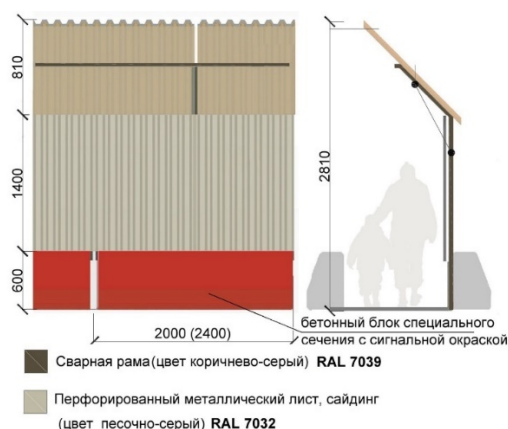 810
1400
600
2810
2000 (2400)
бетонный блок специального
сечения с сигнальной окраской
Сварная рама(цвет коричнево-серый) RAL 7039
Перфорированный металлический лист, сайдинг
(цвет песочно-серый) RAL 7032